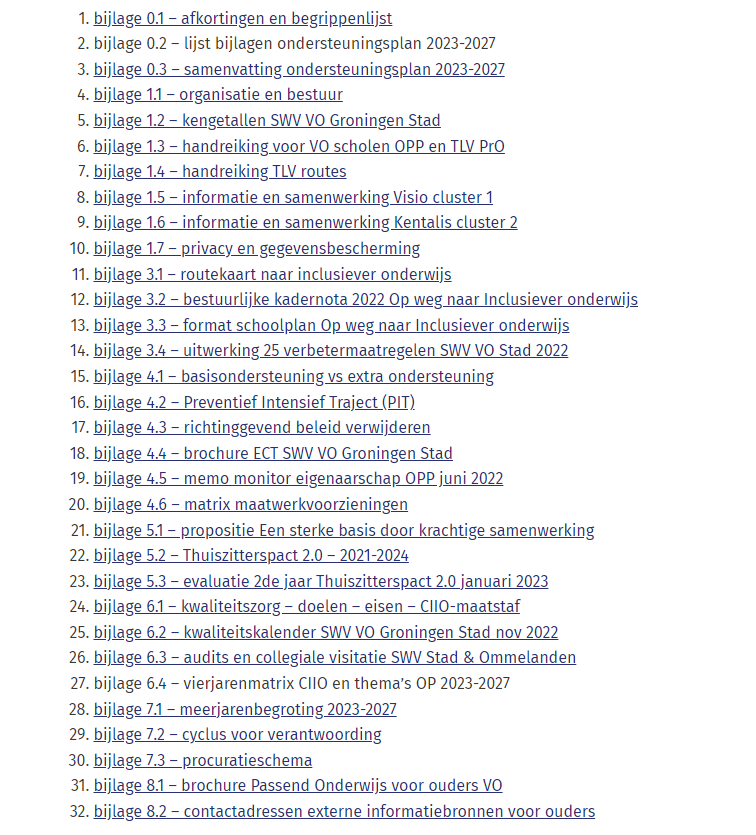 1. bijlage 0.1 – afkortingen en begrippenlijst
2. bijlage 0.2 – lijst bijlagen ondersteuningsplan 2023-2027
3. bijlage 0.3 – samenvatting ondersteuningsplan 2023-2027
4. bijlage 1.1 – organisatie en bestuur
5. bijlage 1.2 – kengetallen SWV VO Groningen Stad
6. bijlage 1.3 – handreiking voor VO scholen OPP en TLV PrO
7. bijlage 1.4 – handreiking TLV routes
8. bijlage 1.5 – informatie en samenwerking Visio cluster 1
9. bijlage 1.6 – informatie en samenwerking Kentalis cluster 2
10. bijlage 1.7 – privacy en gegevensbescherming
11. bijlage 3.1 – routekaart naar inclusiever onderwijs
12. bijlage 3.2 – bestuurlijke kadernota 2022 Op weg naar Inclusiever onderwijs
13. bijlage 3.3 – format schoolplan Op weg naar Inclusiever onderwijs
14. bijlage 3.4 – uitwerking 25 verbetermaatregelen SWV VO Stad 2022
15. bijlage 4.1 – basisondersteuning vs extra ondersteuning
16. bijlage 4.2 – Preventief Intensief Traject (PIT)
17. bijlage 4.3 – richtinggevend beleid verwijderen
18. bijlage 4.4 – brochure ECT SWV VO Groningen Stad
19. bijlage 4.5 – memo monitor eigenaarschap OPP juni 2022
20. bijlage 4.6 – matrix maatwerkvoorzieningen
21. bijlage 5.1 – propositie Een sterke basis door krachtige samenwerking
22. bijlage 5.2 – Thuiszitterspact 2.0 – 2021-2024
23. bijlage 5.3 – evaluatie 2de jaar Thuiszitterspact 2.0 januari 2023
24. bijlage 6.1 – kwaliteitszorg – doelen – eisen – CIIO-maatstaf
25. bijlage 6.2 – kwaliteitskalender SWV VO Groningen Stad nov 2022
26. bijlage 6.3 – audits en collegiale visitatie SWV Stad & Ommelanden
27. bijlage 6.4 – vierjarenmatrix CIIO en thema’s OP 2023-2027
28. bijlage 7.1 – meerjarenbegroting 2023-2027
29. bijlage 7.2 – cyclus voor verantwoording
30. bijlage 7.3 – procuratieschema
31. bijlage 8.1 – brochure Passend Onderwijs voor ouders VO
32. bijlage 8.2 – contactadressen externe informatiebronnen voor ouders